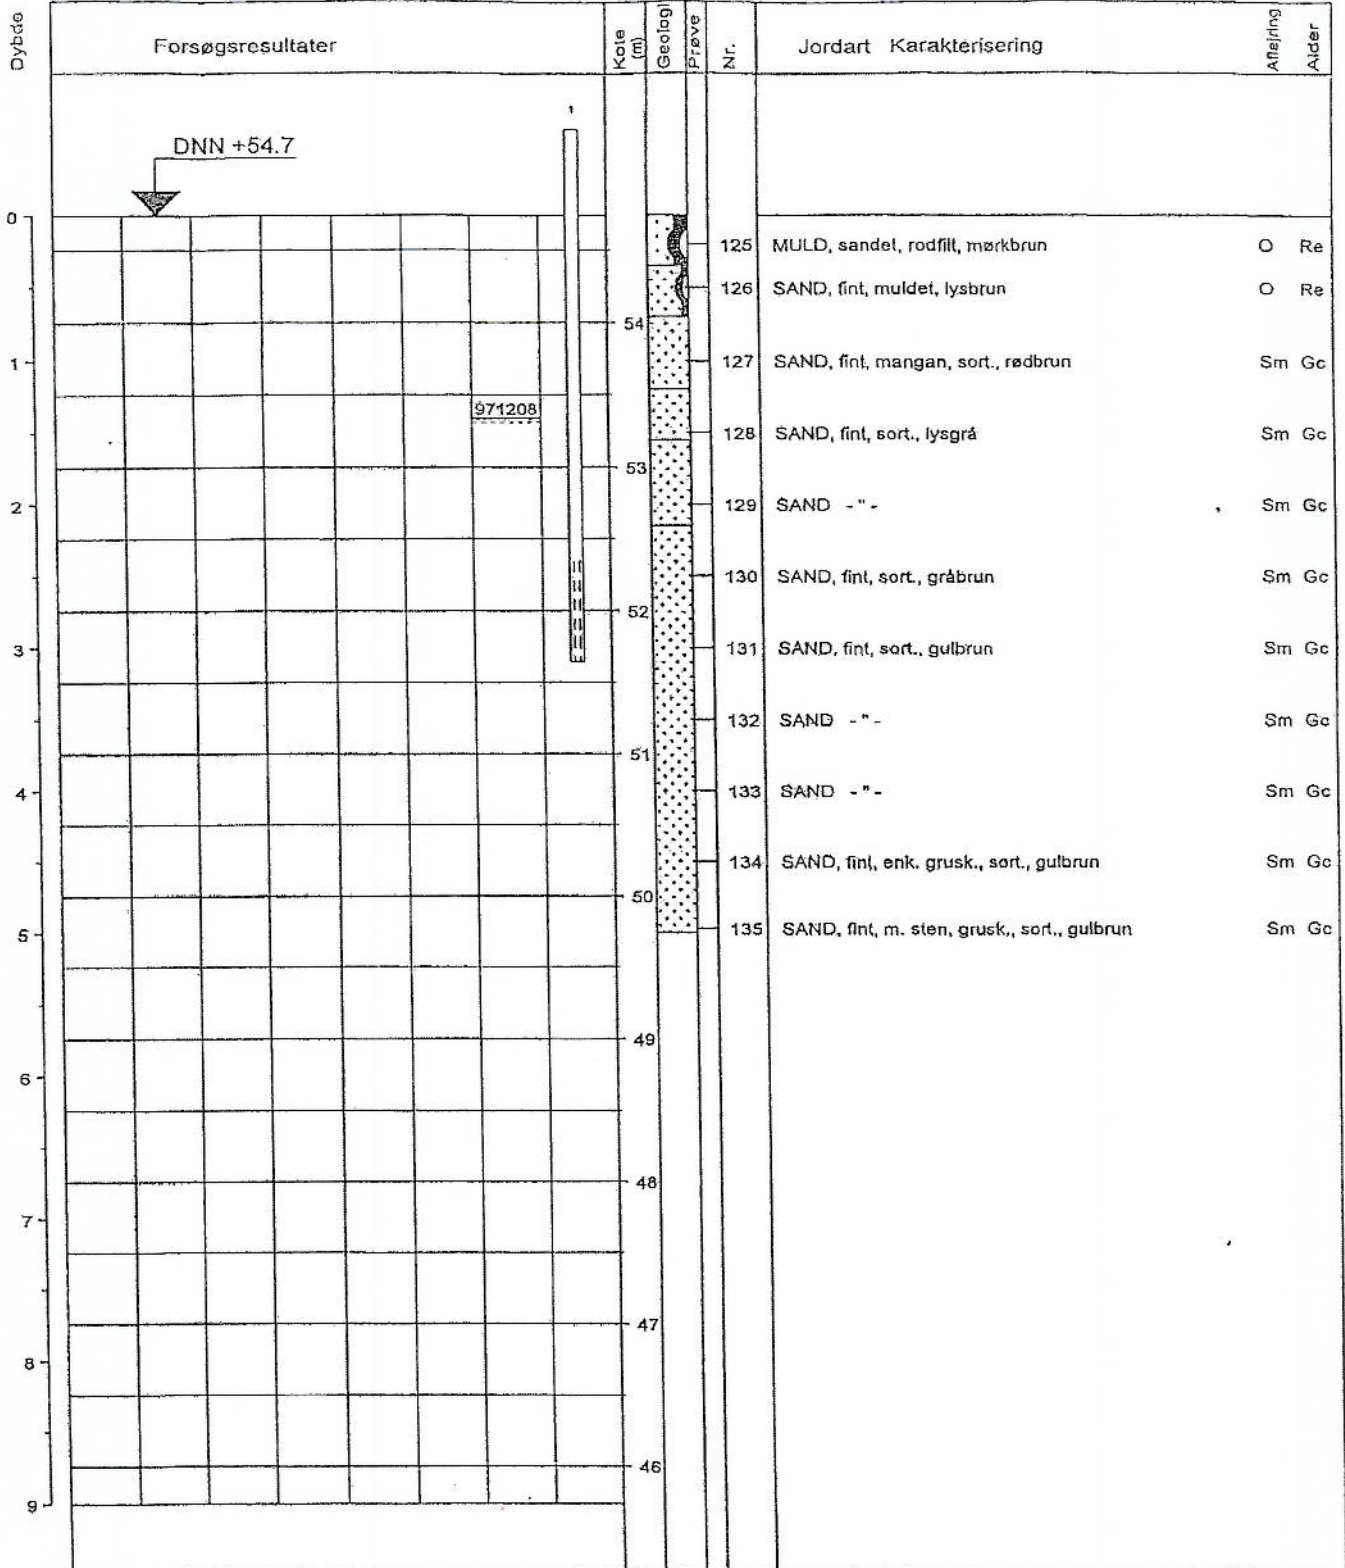 Dybde Forsøgsresultater Kote (m) Geologi Prøve Nr. Jordart Karakterisering Aflejring Alder
1
DNN +54.7
0
125 MULD, sandet, rodfilt, mørkbrun O Re
126 SAND, fint, muldet, lysbrun O Re
54
1 127 SAND, fint, mangan, sort., rødbrun Sm Gc
971208
128 SAND, fint, sort., lysgrå Sm Gc
53
2 129 SAND -"- Sm Gc
130 SAND, fint, sort., gråbrun Sm Gc
52
3 131 SAND, fint, sort., gulbrun Sm Gc
132 SAND -"- Sm Gc
51
4 133 SAND -"- Sm Gc
134 SAND, fint, enk. grusk., sort., gulbrun Sm Gc
50
5 135 SAND, fint, m. sten, grusk., sort., gulbrun Sm Gc
49
6
48
7
47
8
46
9